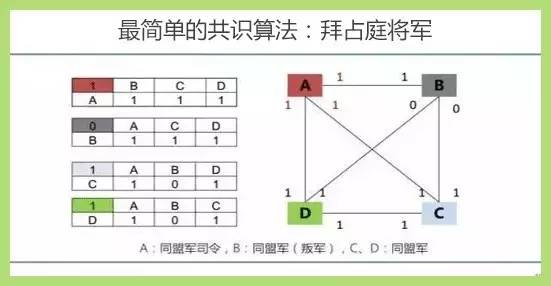 最简单的共识算法：拜占庭将军
1 B C D
A 1 1 1
0 A C D
B 1 1 1
1 A B D
C 1 0 1
1 A B C
D 1 0 1
A 1 1 B
1 1 1 0 0
1 1 1 1
D 1 1 C
A：同盟军司令，B：同盟军（叛军），C、D：同盟军